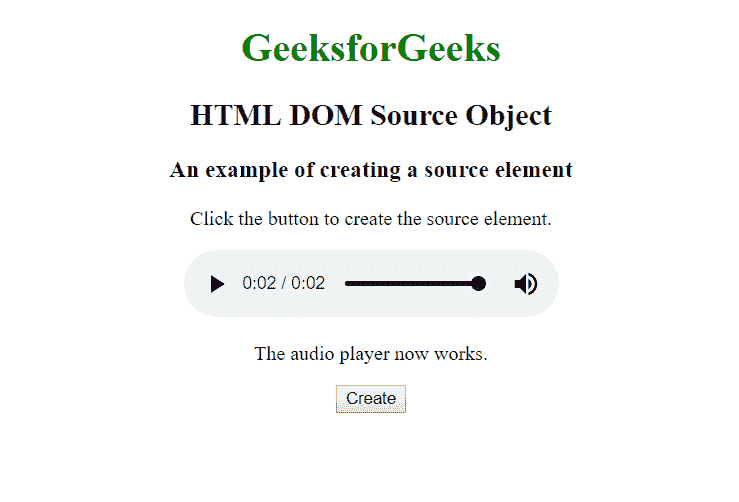 GeeksforGeeks
HTML DOM Source Object
An example of creating a source element
Click the button to create the source element.
0:02 / 0:02
The audio player now works.
Create